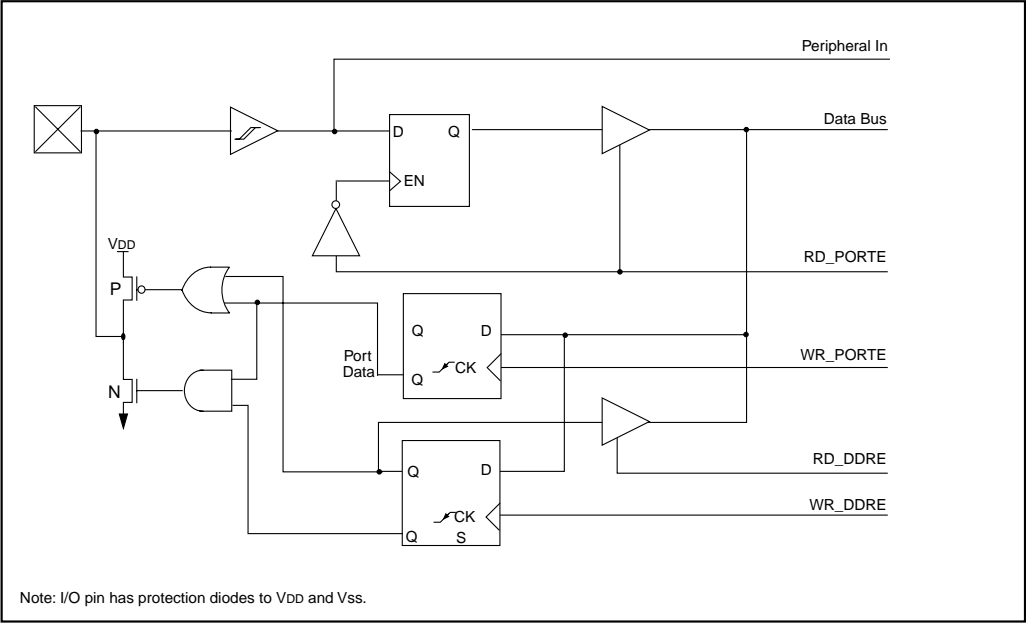 Peripheral In
D
Q
Data Bus
EN
VDD
RD_PORTE
P
Q
D
Port
Data
WR_PORTE
CK
Q
N
RD_DDRE
Q
D
WR_DDRE
CK
Q
S
Note: I/O pin has protection diodes to VDD and Vss.